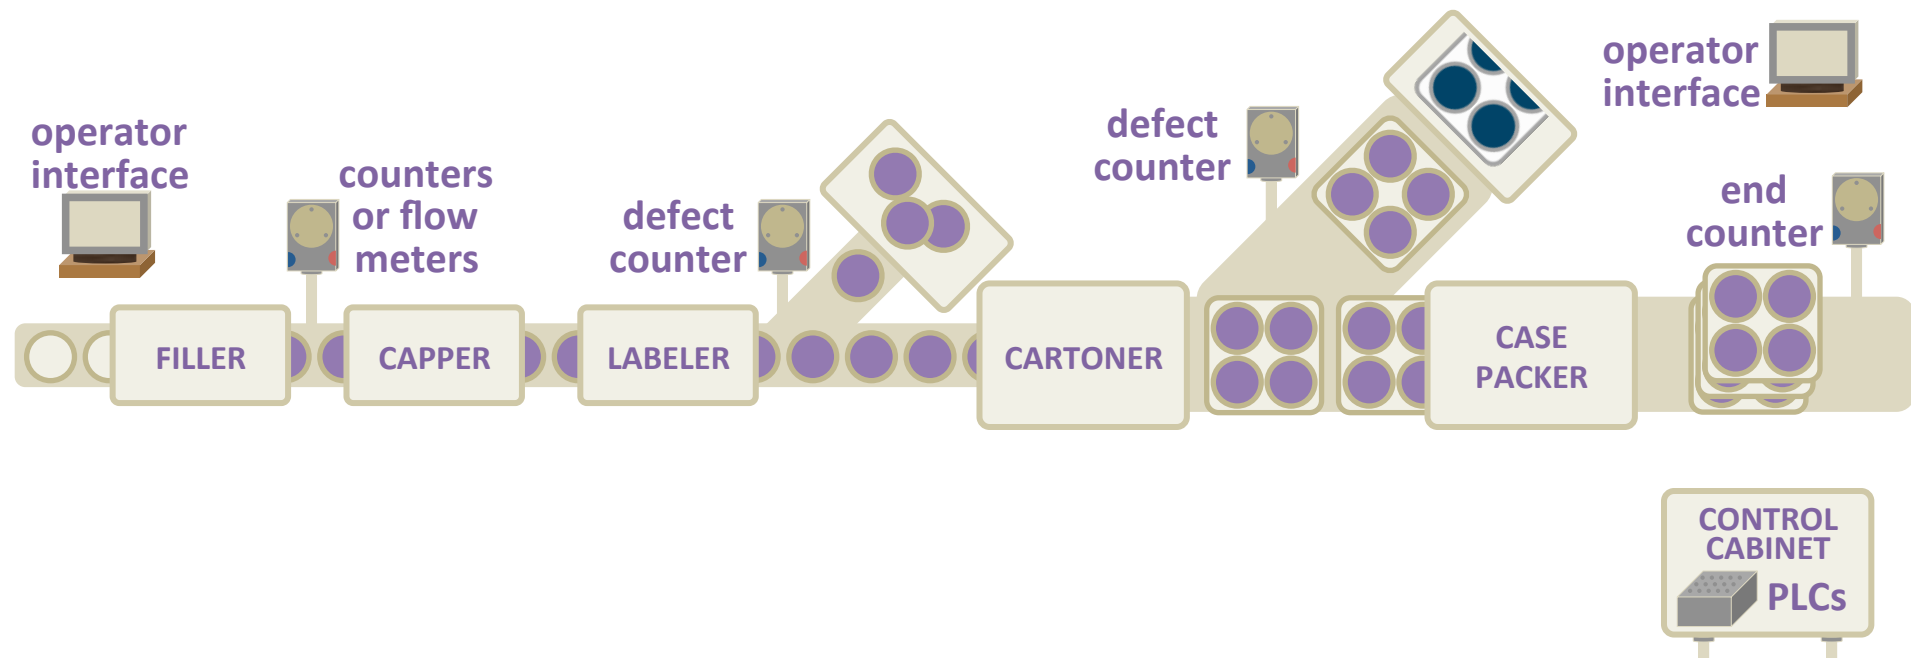 operator
interface
counters
or flow
meters
defect
counter
defect
counter
operator
interface
end
counter
FILLER
CAPPER
LABELER
CARTONER
CASE
PACKER
CONTROL
CABINET
PLCs